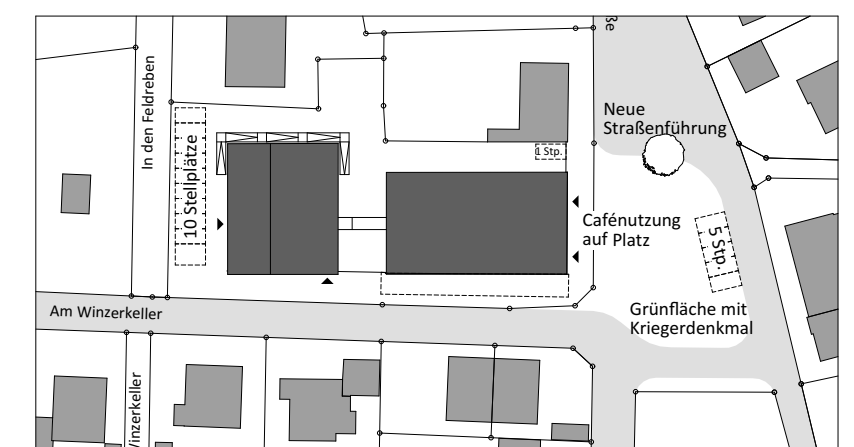 ße
In den Feldreben
Neue
Straßenführung
10 Stellplätze
1 Stp.
Cafénutzung
auf Platz
5 Stp.
Am Winzerkeller
Grünfläche mit
Kriegerdenkmal
Winzerkeller